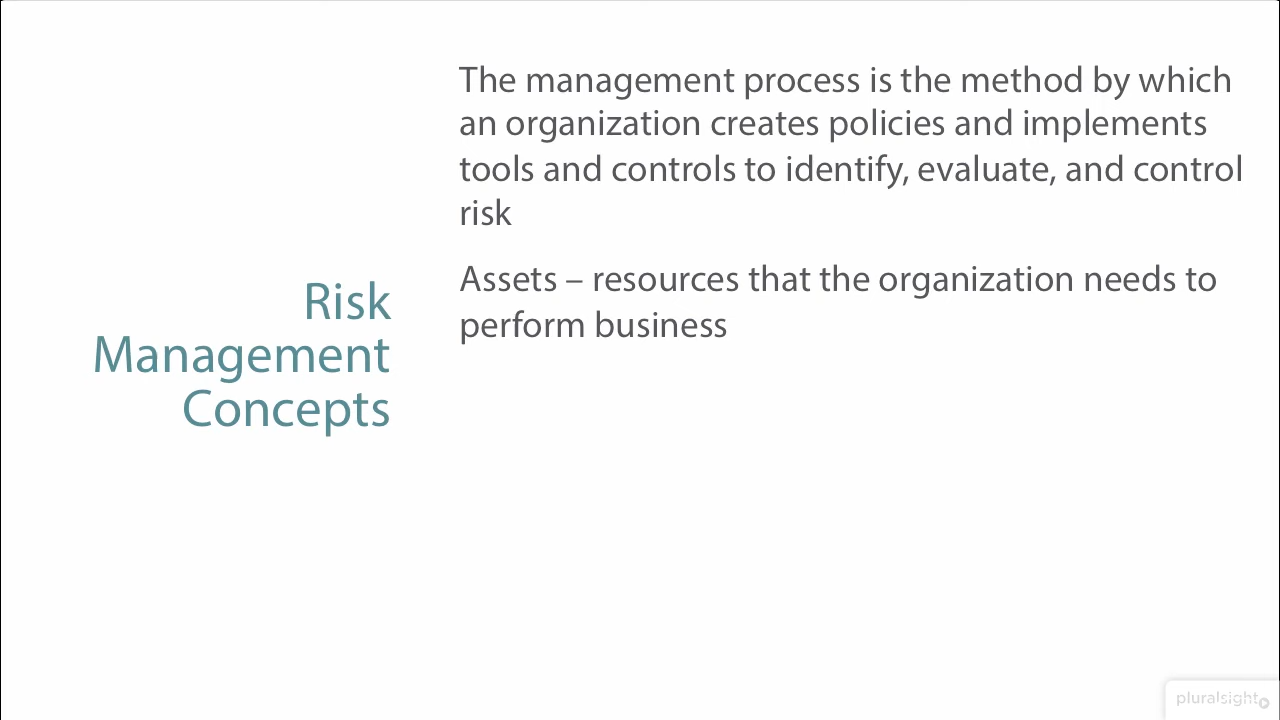 Risk
Management
Concepts
The management process is the method by which
an organization creates policies and implements
tools and controls to identify, evaluate, and control
risk
Assets – resources that the organization needs to
perform business
pluralsight